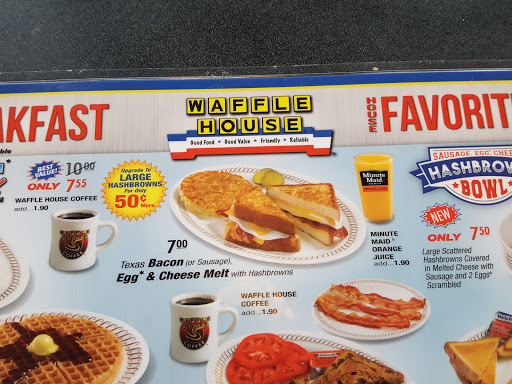 AKFAST
WAFFLE
HOUSE
Good Food * Good Value * Friendly * Reliable
HOUSE
FAVORIT
BEST
VALUE!
10.00
ONLY 7.55
WAFFLE HOUSE COFFEE
add...1.90
Upgrade To
LARGE
HASHBROWNS
For Only
50¢
More
WAFFLE
HOUSE
COFFEE
7.00
Texas Bacon (or Sausage),
Egg* & Cheese Melt with Hashbrowns
WAFFLE HOUSE
COFFEE
add...1.90
Minute
Maid
MINUTE
MAID
ORANGE
JUICE
add...1.90
SAUSAGE, EGG*, CHEE
HASHBROW
BOWL
NEW
ONLY 7.50
Large Scattered
Hashbrowns Covered
in Melted Cheese with
Sausage and 2 Eggs*
Scrambled